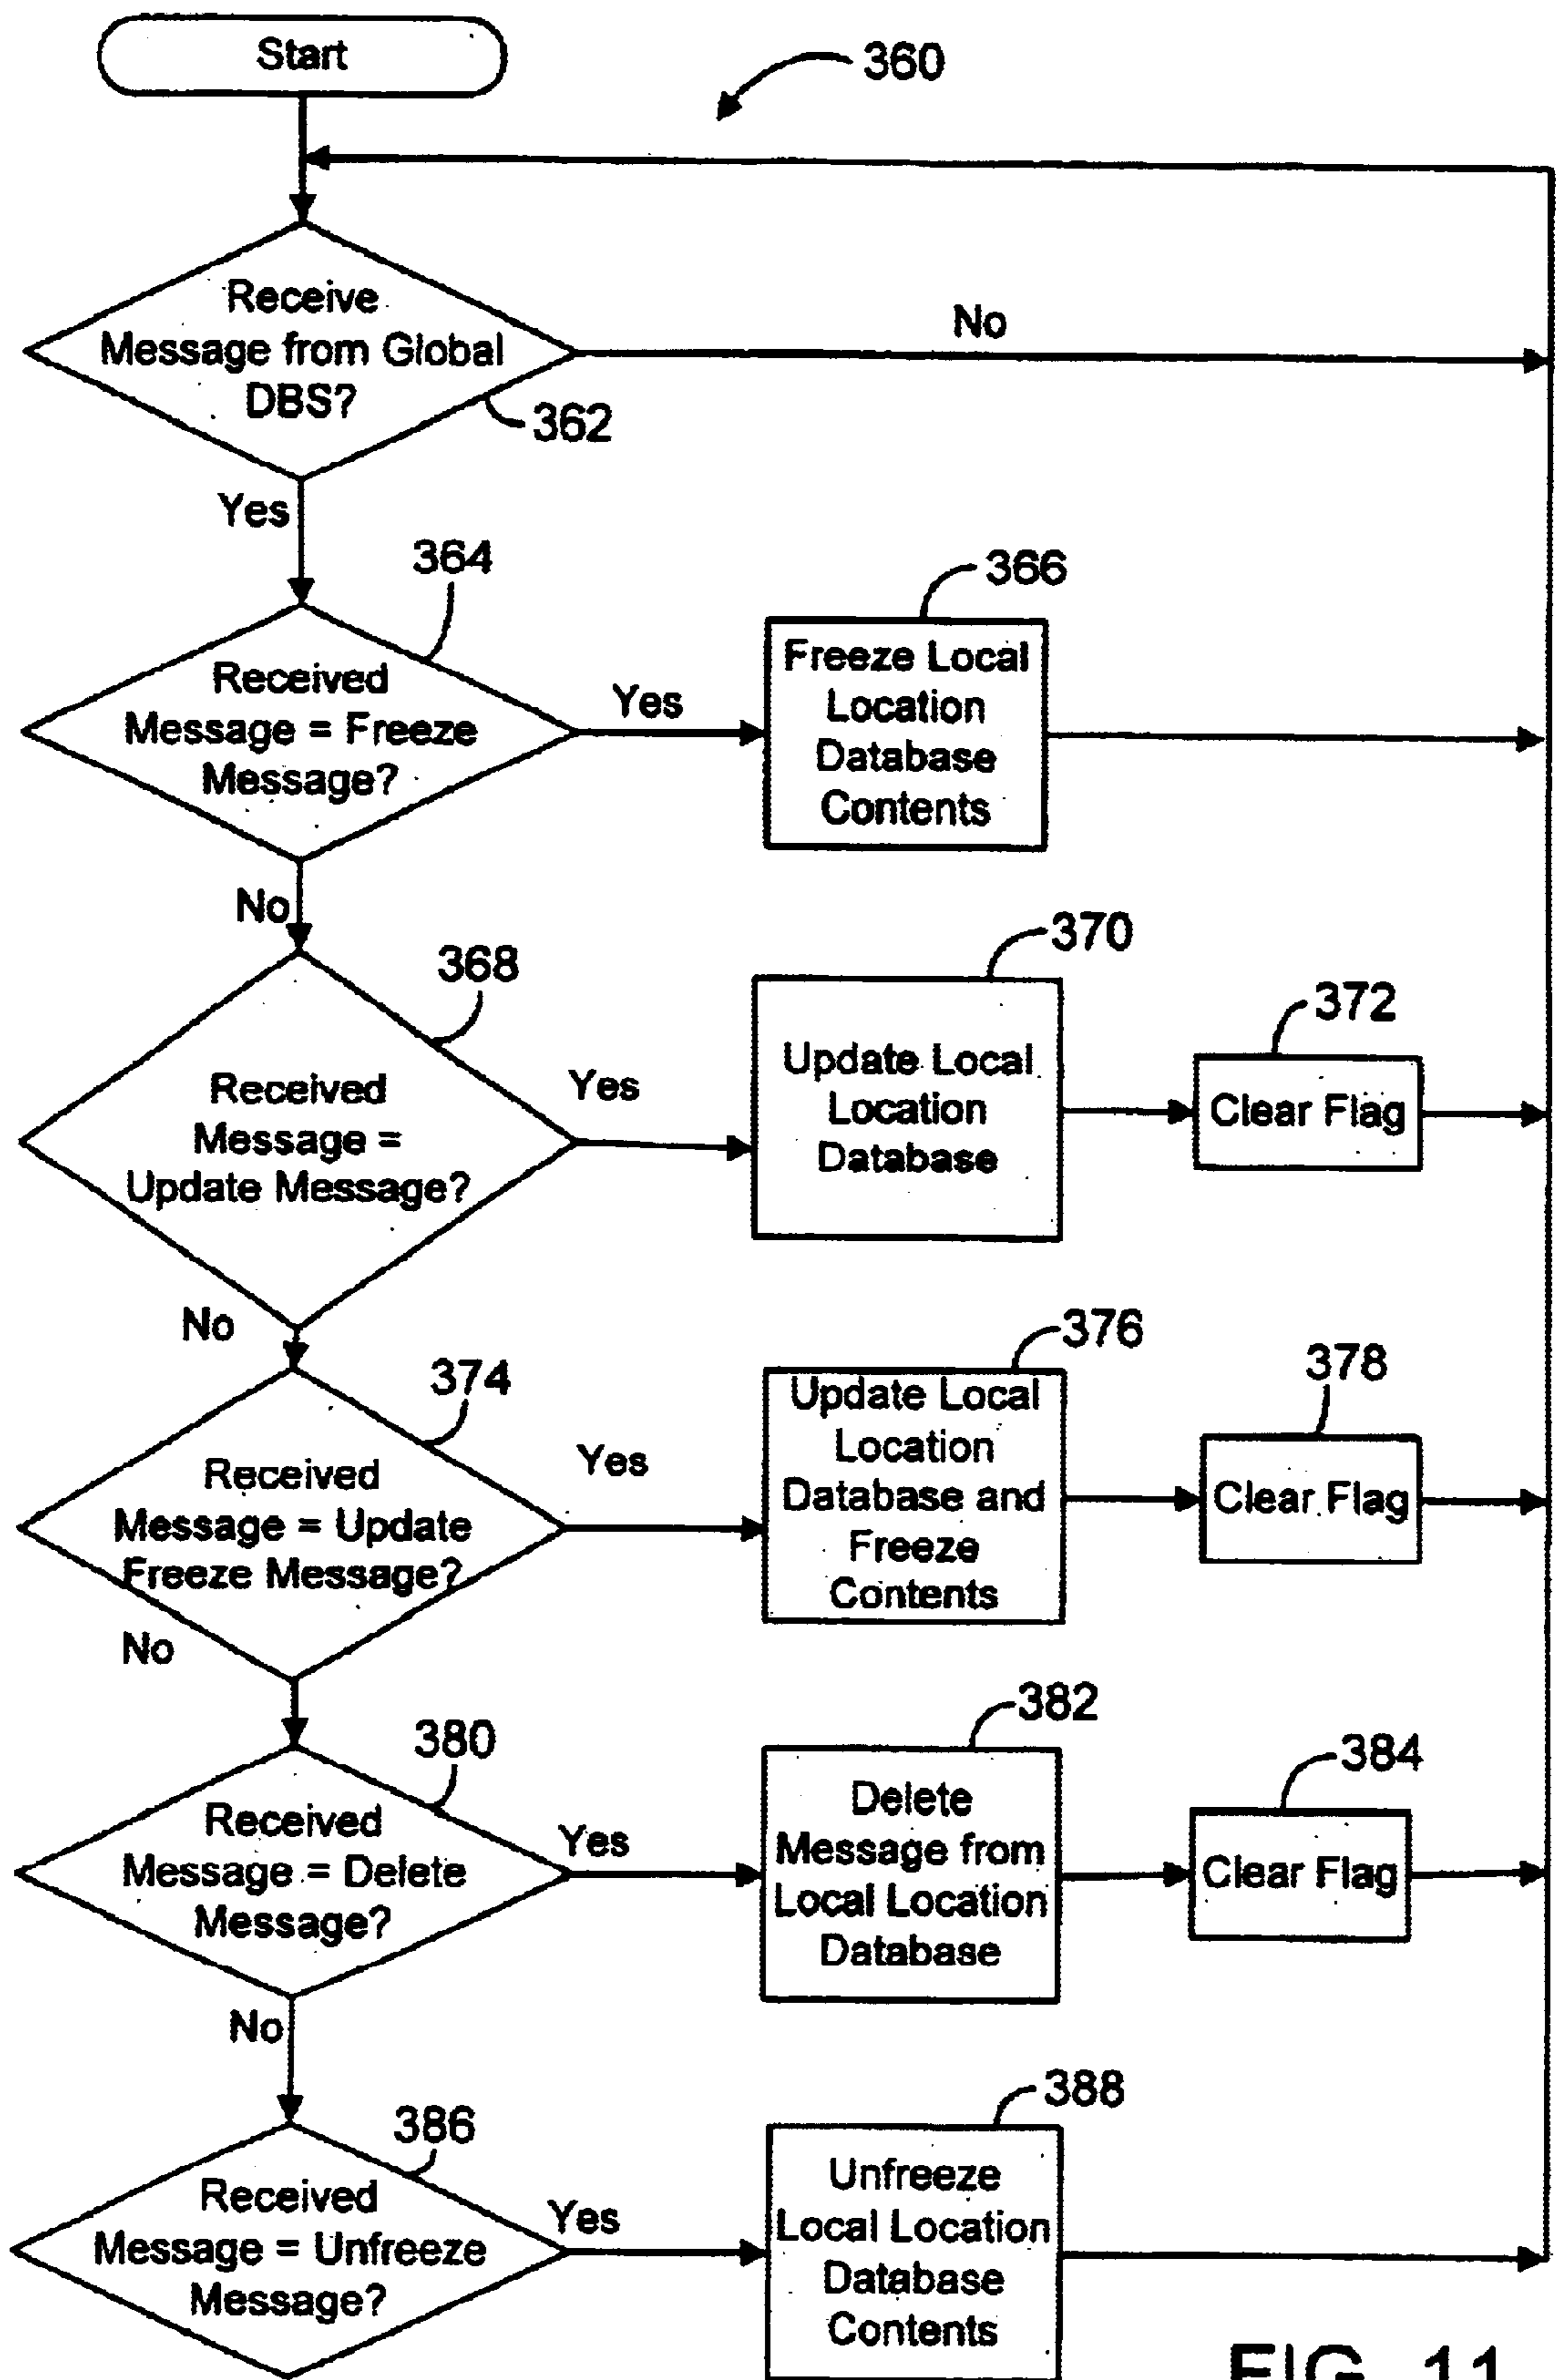 Start
360
Receive
Message from Global
DBS?
No
362
Yes
364
Received
Message = Freeze
Message?
Yes
366
Freeze Local
Location
Database
Contents
No
368
Received
Message =
Update Message?
Yes
370
Update Local
Location
Database
372
Clear Flag
No
374
Received
Message = Update
Freeze Message?
Yes
376
Update Local
Location
Database and
Freeze
Contents
378
Clear Flag
No
380
Received
Message = Delete
Message?
Yes
382
Delete
Message from
Local Location
Database
384
Clear Flag
No
386
Received
Message = Unfreeze
Message?
Yes
388
Unfreeze
Local Location
Database
Contents
FIG. 11